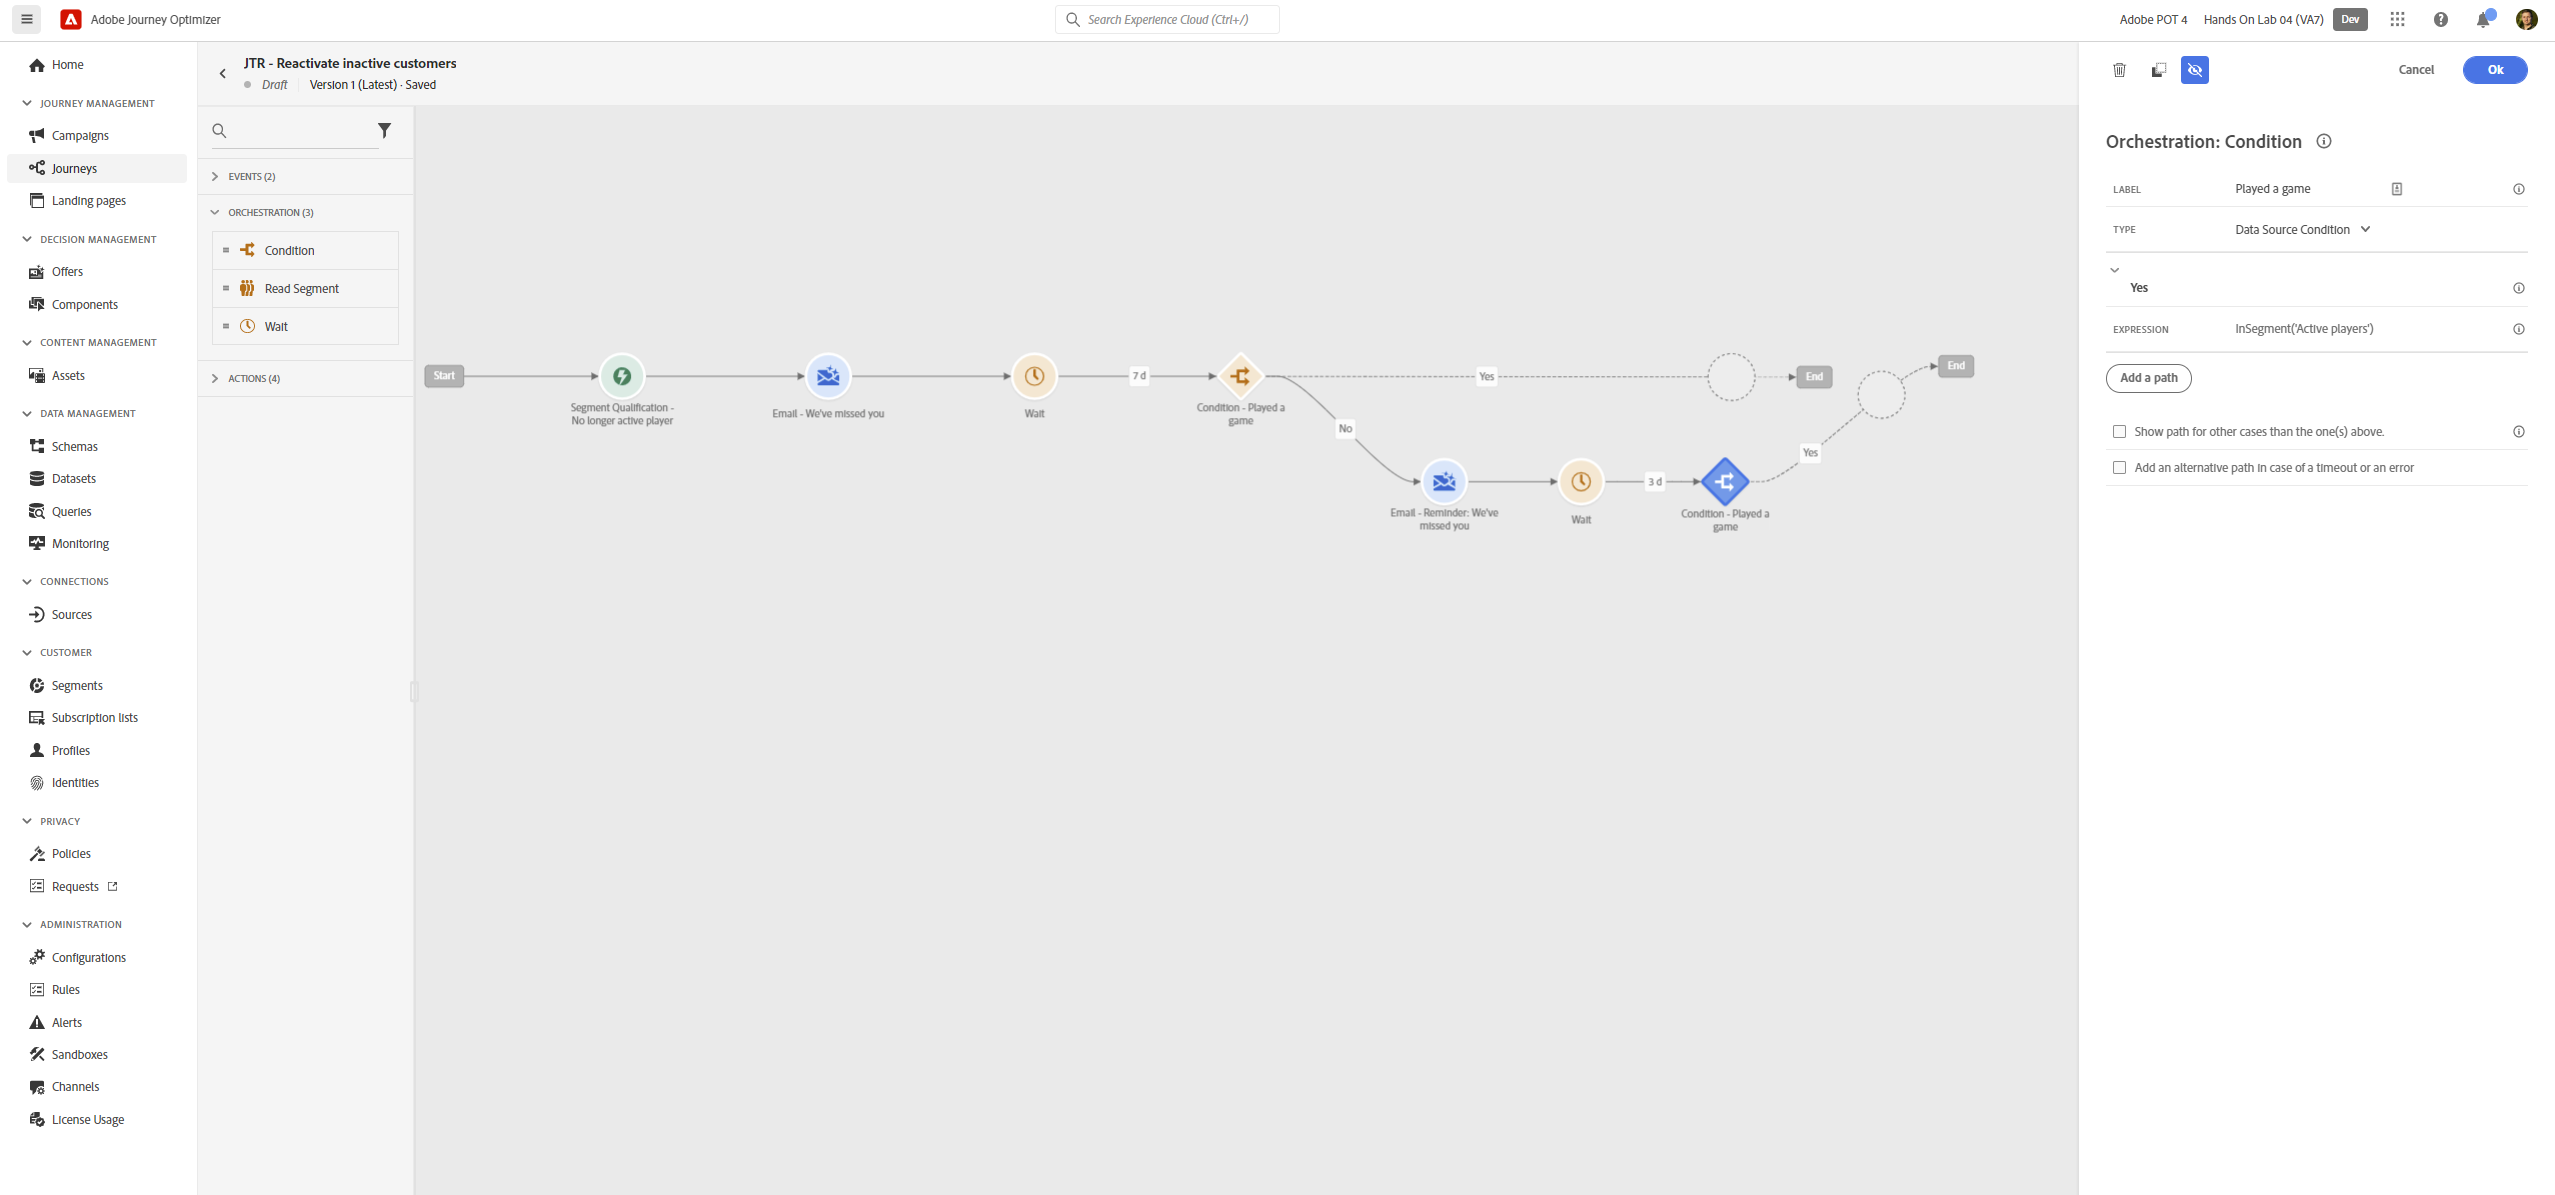 Adobe Journey Optimizer
Search Experience Cloud (Ctrl+/)
Adobe POT 4
Hands On Lab 04 (VA7)
Dev
Home
JOURNEY MANAGEMENT
Campaigns
Journeys
Landing pages
DECISION MANAGEMENT
Offers
Components
CONTENT MANAGEMENT
Assets
DATA MANAGEMENT
Schemas
Datasets
Queries
Monitoring
CONNECTIONS
Sources
CUSTOMER
Segments
Subscription lists
Profiles
Identities
PRIVACY
Policies
Requests
ADMINISTRATION
Configurations
Rules
Alerts
Sandboxes
Channels
License Usage
JTR - Reactivate inactive customers
Draft
Version 1 (Latest) · Saved
EVENTS (2)
ORCHESTRATION (3)
Condition
Read Segment
Wait
ACTIONS (4)
Start
Segment Qualification -
No longer active player
Email - We've missed you
Wait
7 d
Condition - Played a
game
Yes
End
No
Email - Reminder: We've
missed you
Wait
3 d
Condition - Played a
game
Yes
End
Cancel
Ok
Orchestration: Condition
LABEL
Played a game
TYPE
Data Source Condition
Yes
EXPRESSION
InSegment('Active players')
Add a path
Show path for other cases than the one(s) above.
Add an alternative path in case of a timeout or an error